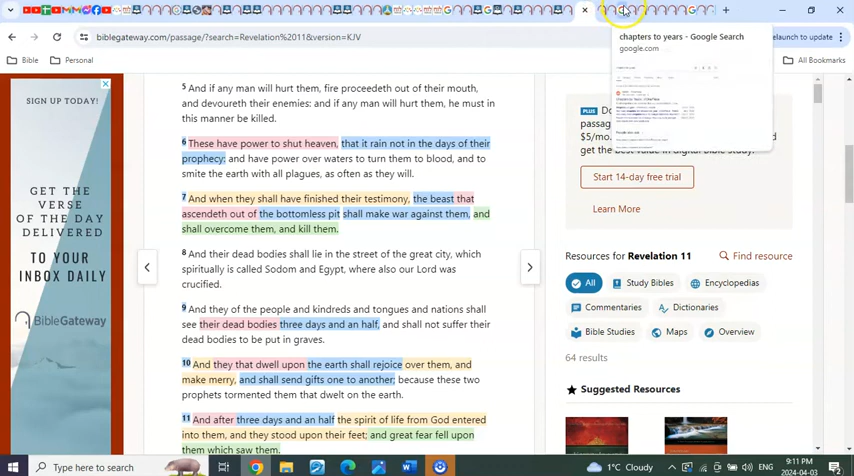 biblegateway.com/passage/?search=Revelation%2011&version=KJV
elaunch to update
Bible
Personal
All Bookmarks
chapters to years - Google Search
google.com
SIGN UP TODAY!
GET THE
VERSE
OF THE DAY
DELIVERED
TO YOUR
INBOX DAILY
BIBLEGATEWAY
5 And if any man will hurt them, fire proceedeth out of their mouth,
and devoureth their enemies: and if any man will hurt them, he must in
this manner be killed.
6 These have power to shut heaven, that it rain not in the days of their
prophecy: and have power over waters to turn them to blood, and to
smite the earth with all plagues, as often as they will.
7 And when they shall have finished their testimony, the beast that
ascendeth out of the bottomless pit shall make war against them, and
shall overcome them, and kill them.
8 And their dead bodies shall lie in the street of the great city, which
spiritually is called Sodom and Egypt, where also our Lord was
crucified.
9 And they of the people and kindreds and tongues and nations shall
see their dead bodies three days and an half, and shall not suffer their
dead bodies to be put in graves.
10 And they that dwell upon the earth shall rejoice over them, and
make merry, and shall send gifts one to another; because these two
prophets tormented them that dwelt on the earth.
11 And after three days and an half the spirit of life from God entered
into them, and they stood upon their feet; and great fear fell upon
them which saw them.
PLUS
Do
passag
$5/mo
get the best value in digital Bible study.
Start 14-day free trial
Learn More
Resources for Revelation 11
Find resource
All
Study Bibles
Encyclopedias
Commentaries
Dictionaries
Bible Studies
Maps
Overview
64 results
Suggested Resources
Type here to search
1°C Cloudy
ENG
9:11 PM
2024-04-03